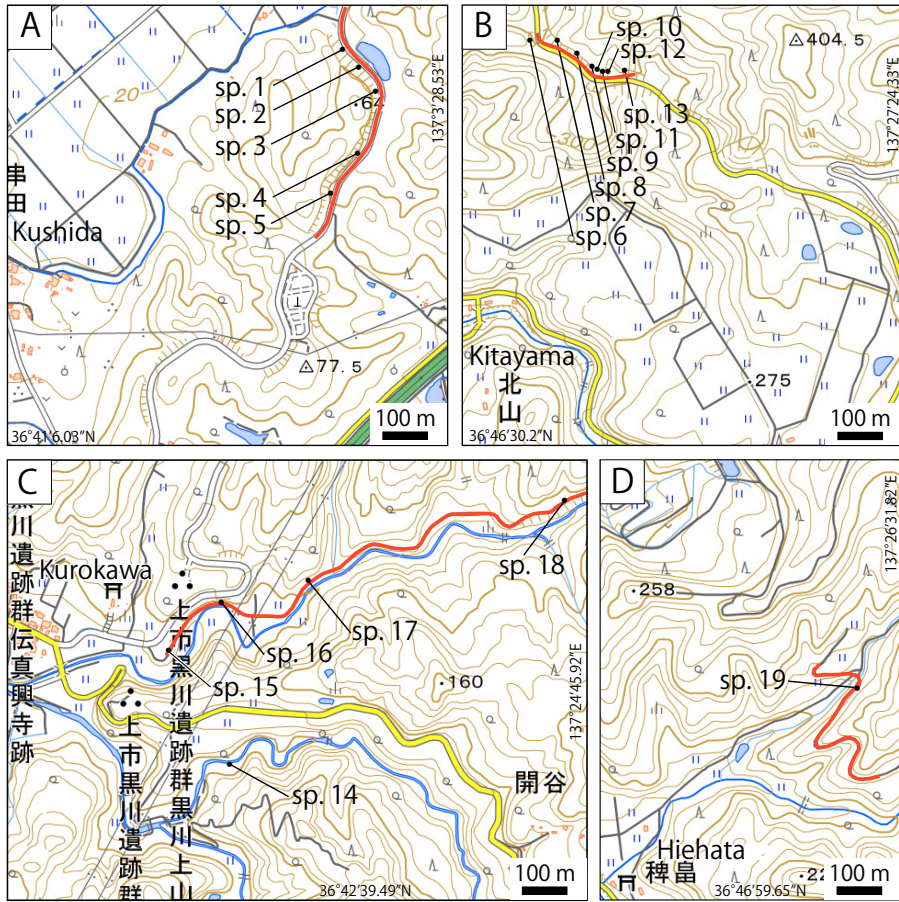 A
20
sp. 1
sp. 2
sp. 3
64
sp. 4
sp. 5
137°3'28.53"E
串田
Kushida
77.5
36°41'6.03"N
100 m
B
sp. 10
sp. 12
404.5
sp. 13
sp. 11
sp. 9
sp. 8
sp. 7
sp. 6
300
137°27'24.33"E
Kitayama
北山
275
36°46'30.2"N
100 m
C
黒川遺跡群伝真興寺跡
Kurokawa
上市黒川遺跡群黒川上山
上市黒川遺跡群
sp. 18
sp. 17
sp. 16
sp. 15
160
sp. 14
開谷
137°24'45.92"E
36°42'39.49"N
100 m
D
258
137°26'31.82"E
sp. 19
Hiehata
稗畠
36°46'59.65"N
100 m